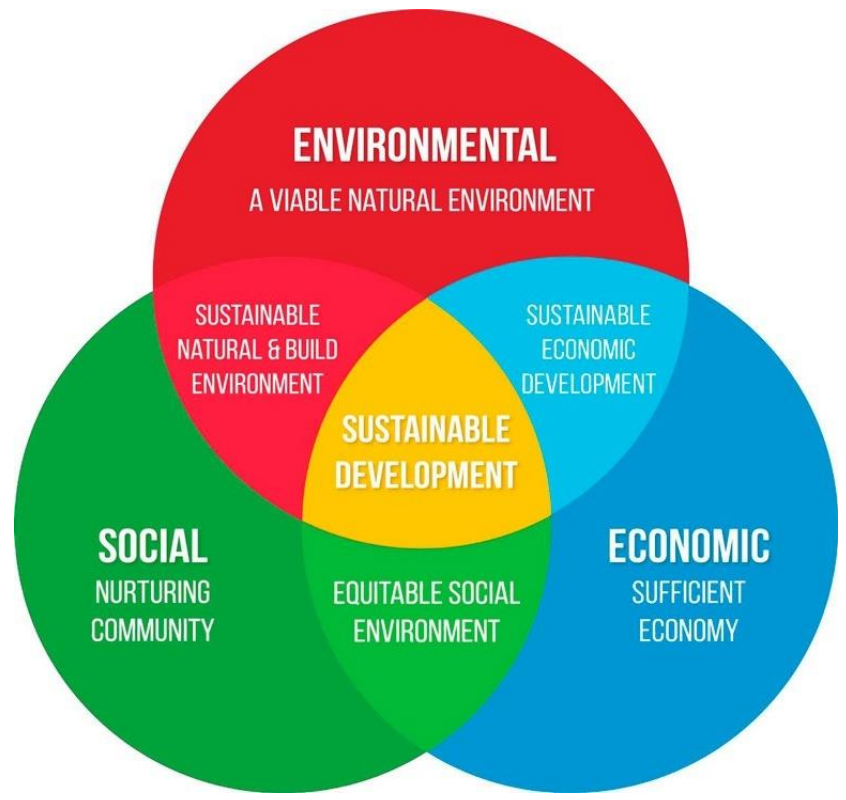 ENVIRONMENTAL
A VIABLE NATURAL ENVIRONMENT
SUSTAINABLE
NATURAL & BUILD
ENVIRONMENT
SUSTAINABLE
ECONOMIC
DEVELOPMENT
SUSTAINABLE
DEVELOPMENT
SOCIAL
NURTURING
COMMUNITY
EQUITABLE SOCIAL
ENVIRONMENT
ECONOMIC
SUFFICIENT
ECONOMY